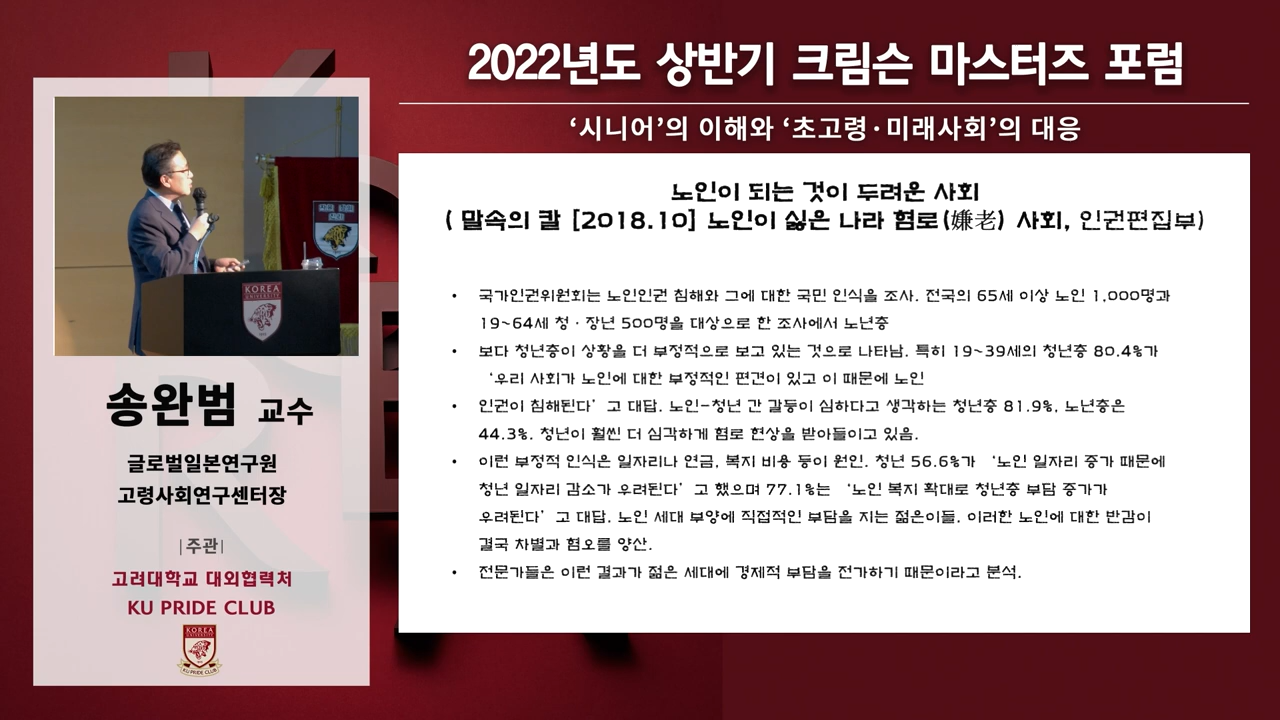 2022년도 상반기 크림슨 마스터즈 포럼
‘시니어’의 이해와 ‘초고령·미래사회’의 대응
노인이 되는 것이 두려운 사회
( 말속의 칼 [2018.10] 노인이 싫은 나라 혐로(嫌老) 사회, 인권편집부)
• 국가인권위원회는 노인인권 침해와 그에 대한 국민 인식을 조사. 전국의 65세 이상 노인 1,000명과
19~64세 청·장년 500명을 대상으로 한 조사에서 노년층
• 보다 청년층이 상황을 더 부정적으로 보고 있는 것으로 나타남. 특히 19~39세의 청년층 80.4%가
‘우리 사회가 노인에 대한 부정적인 편견이 있고 이 때문에 노인
• 인권이 침해된다’고 대답. 노인-청년 간 갈등이 심하다고 생각하는 청년층 81.9%, 노년층은
44.3%. 청년이 훨씬 더 심각하게 혐로 현상을 받아들이고 있음.
• 이런 부정적 인식은 일자리나 연금, 복지 비용 등이 원인. 청년 56.6%가 ‘노인 일자리 증가 때문에
청년 일자리 감소가 우려된다’고 했으며 77.1%는 ‘노인 복지 확대로 청년층 부담 증가가
우려된다’고 대답. 노인 세대 부양에 직접적인 부담을 지는 젊은이들. 이러한 노인에 대한 반감이
결국 차별과 혐오를 양산.
• 전문가들은 이런 결과가 젊은 세대에 경제적 부담을 전가하기 때문이라고 분석.
KOREA
송완범 교수
글로벌일본연구원
고령사회연구센터장
|주관|
고려대학교 대외협력처
KU PRIDE CLUB
KOREA
UNIVERSITY
KU PRIDE CLUB